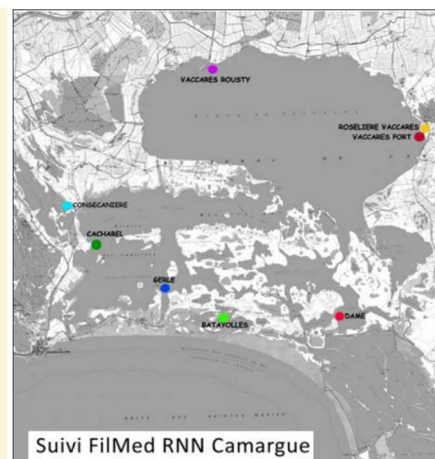 VACCARES ROUSTY
ROSELIERE VACCARES
VACCARES PORT
CONSECANIERE
CACHAREL
GERLE
BATAYOLLES
DAME
Suivi FilMed RNN Camargue